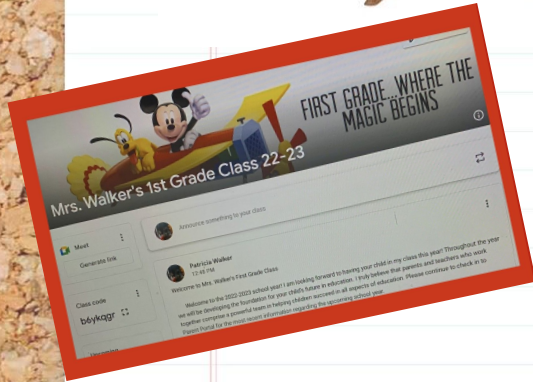 FIRST GRADE..WHERE THE
MAGIC BEGINS
Mrs. Walker's 1st Grade Class 22-23
Meet
Generate link
Announce something to your class
Class code
b6ykqgr
Patricia Walker
12:48 PM
Welcome to Mrs. Walker's First Grade Class
Welcome to the 2022-2023 school year! I am looking forward to having your child in my class this year! Throughout the year
we will be developing the foundation for your child's future in education. I truly believe that parents and teachers who work
together comprise a powerful team in helping children succeed in all aspects of education. Please continue to check in to
Parent Portal for the most recent information regarding the upcoming school year.
Upcoming